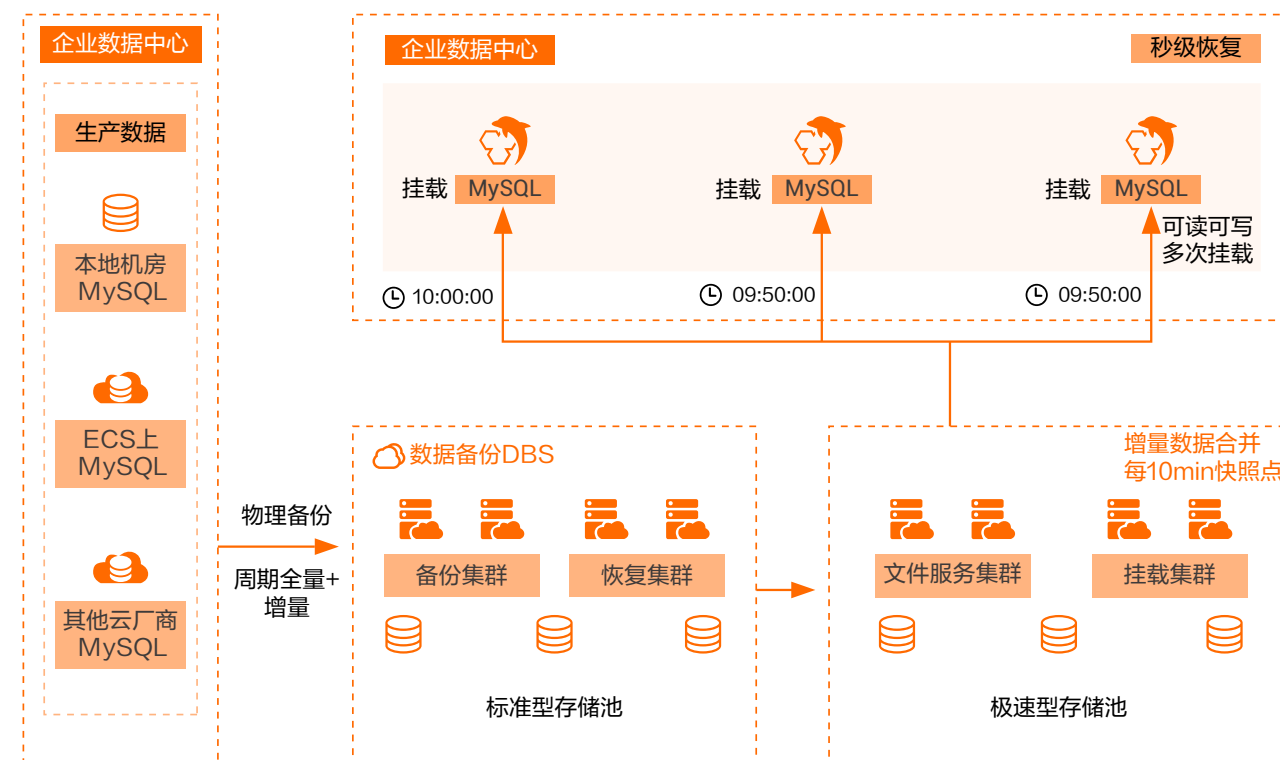 企业数据中心
生产数据
本地机房
MySQL
ECS上
MySQL
其他云厂商
MySQL
物理备份
周期全量+
增量
企业数据中心
秒级恢复
挂载
MySQL
挂载
MySQL
挂载
MySQL
可读可写
多次挂载
10:00:00
09:50:00
09:50:00
数据备份DBS
备份集群
恢复集群
标准型存储池
增量数据合并
每10min快照点
文件服务集群
挂载集群
极速型存储池